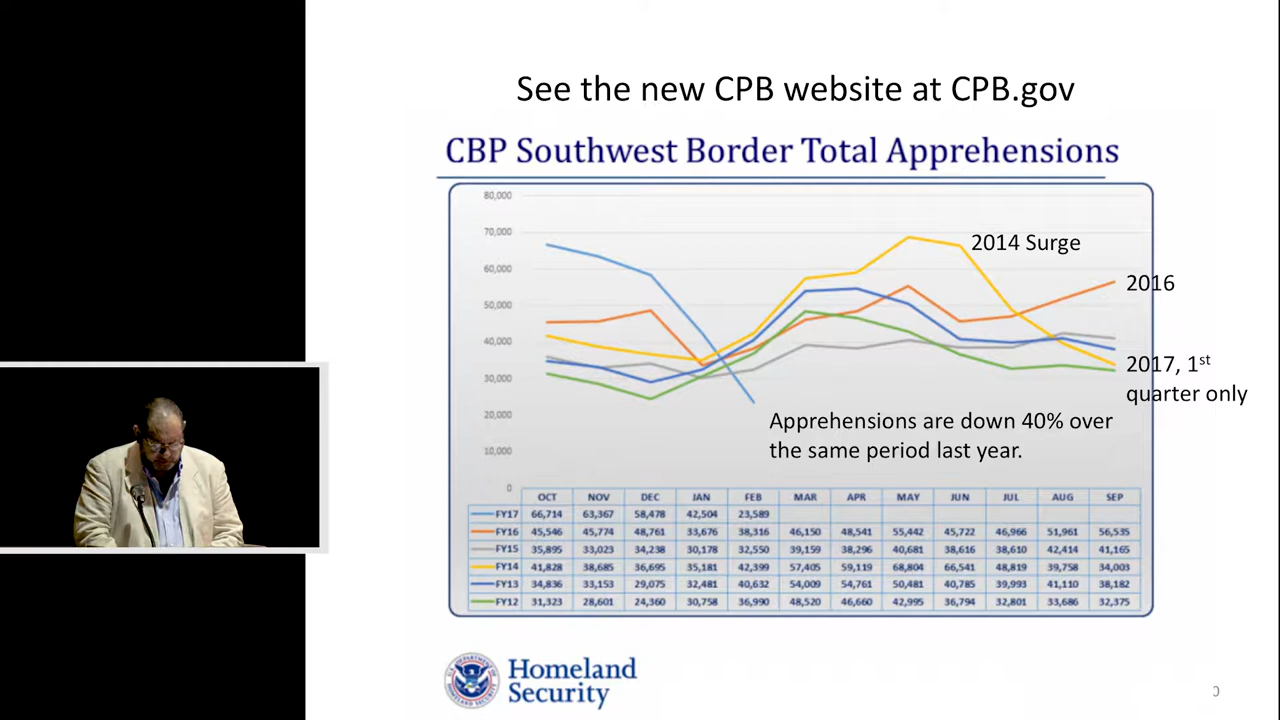 See the new CPB website at CPB.gov
CBP Southwest Border Total Apprehensions
80,000
70,000
60,000
50,000
40,000
30,000
20,000
10,000
0
2014 Surge
2016
2017, 1st
quarter only
Apprehensions are down 40% over
the same period last year.
OCT NOV DEC JAN FEB MAR APR MAY JUN JUL AUG SEP
FY17 66,714 63,367 58,478 42,504 23,589
FY16 45,546 45,774 48,761 33,676 38,316 46,150 48,541 55,442 45,722 46,966 51,961 56,535
FY15 35,895 33,023 34,238 30,178 32,550 39,159 38,296 40,681 38,616 38,610 42,414 41,165
FY14 41,828 38,685 36,695 35,181 42,399 57,405 59,119 68,804 66,541 48,819 39,758 34,003
FY13 34,836 33,153 29,075 32,481 40,632 54,009 54,761 50,481 40,785 39,993 41,110 38,182
FY12 31,323 28,601 24,360 30,758 36,990 48,520 46,660 42,995 36,794 32,801 33,686 32,375
Homeland
Security
0